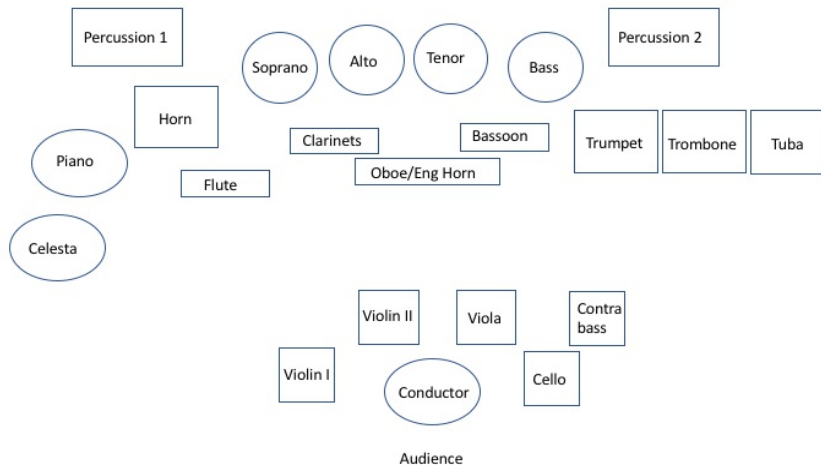 Percussion 1
Soprano
Alto
Tenor
Bass
Percussion 2
Horn
Clarinets
Bassoon
Trumpet
Trombone
Tuba
Piano
Flute
Oboe/Eng Horn
Celesta
Violin II
Viola
Contra
bass
Violin I
Conductor
Cello
Audience